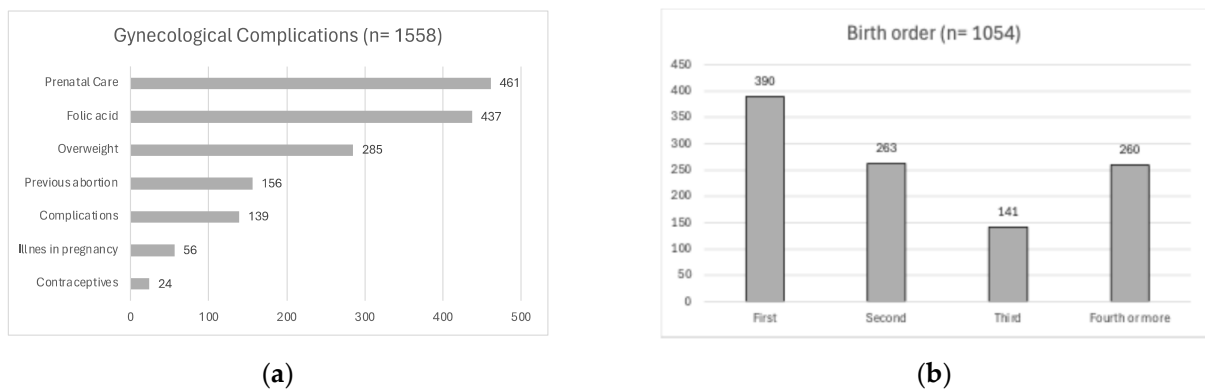 Gynecological Complications (n= 1558)
Prenatal Care 461
Folic acid 437
Overweight 285
Previous abortion 156
Complications 139
Illnes in pregnancy 56
Contraceptives 24
0 100 200 300 400 500
(a)
Birth order (n= 1054)
450
400
350
300
250
200
150
100
50
0
390
263
141
260
First Second Third Fourth or more
(b)